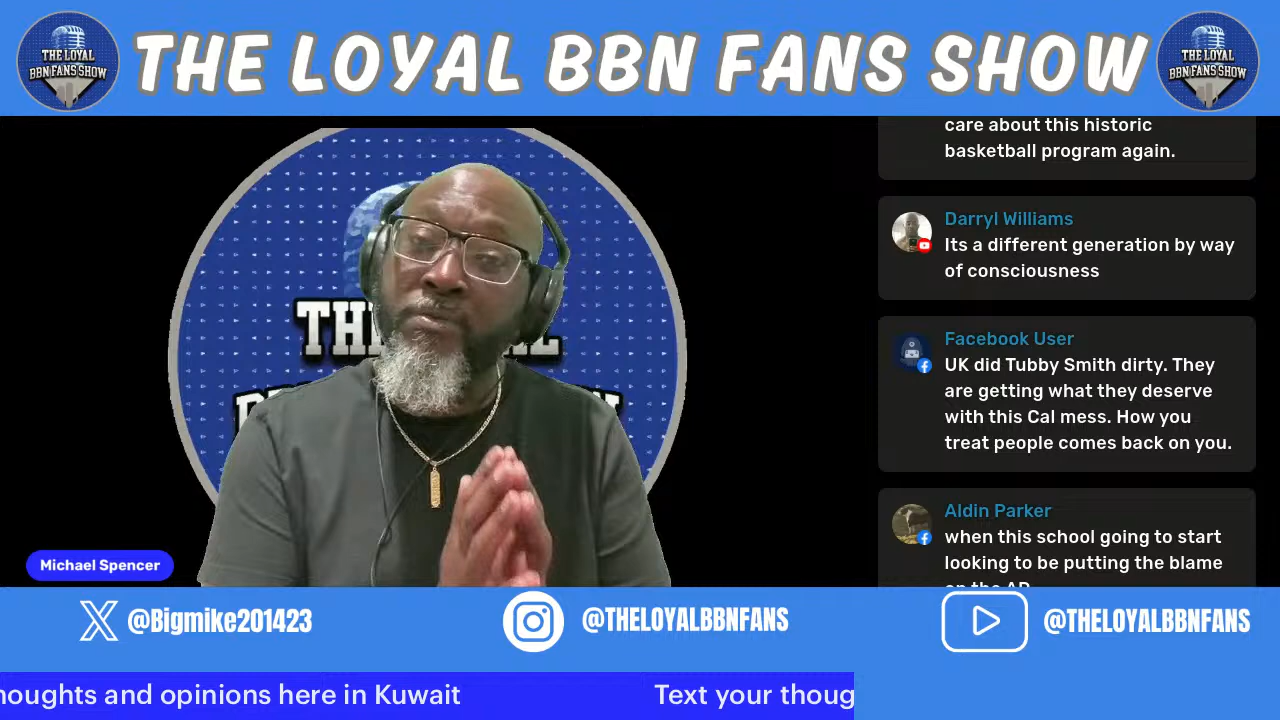 THE LOYAL
BBN FANS SHOW
THE LOYAL BBN FANS SHOW
THE LOYAL
BBN FANS SHOW
care about this historic
basketball program again.
Darryl Williams
Its a different generation by way
of consciousness
Facebook User
UK did Tubby Smith dirty. They
are getting what they deserve
with this Cal mess. How you
treat people comes back on you.
Aldin Parker
when this school going to start
looking to be putting the blame
on the AD
Michael Spencer
@Bigmike201423
@THELOYALBBNFANS
@THELOYALBBNFANS
houghts and opinions here in Kuwait
Text your thoug